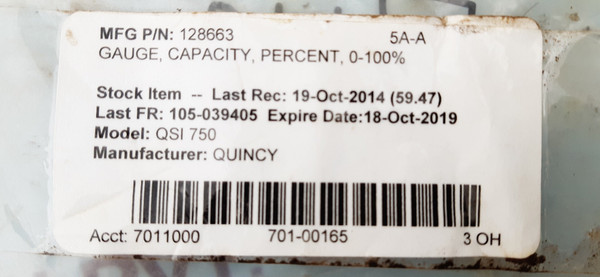 MFG P/N: 128663 5A-A
GAUGE, CAPACITY, PERCENT, 0-100%
Stock Item -- Last Rec: 19-Oct-2014 (59.47)
Last FR: 105-039405 Expire Date:18-Oct-2019
Model: QSI 750
Manufacturer: QUINCY
Acct: 7011000 701-00165 3 OH